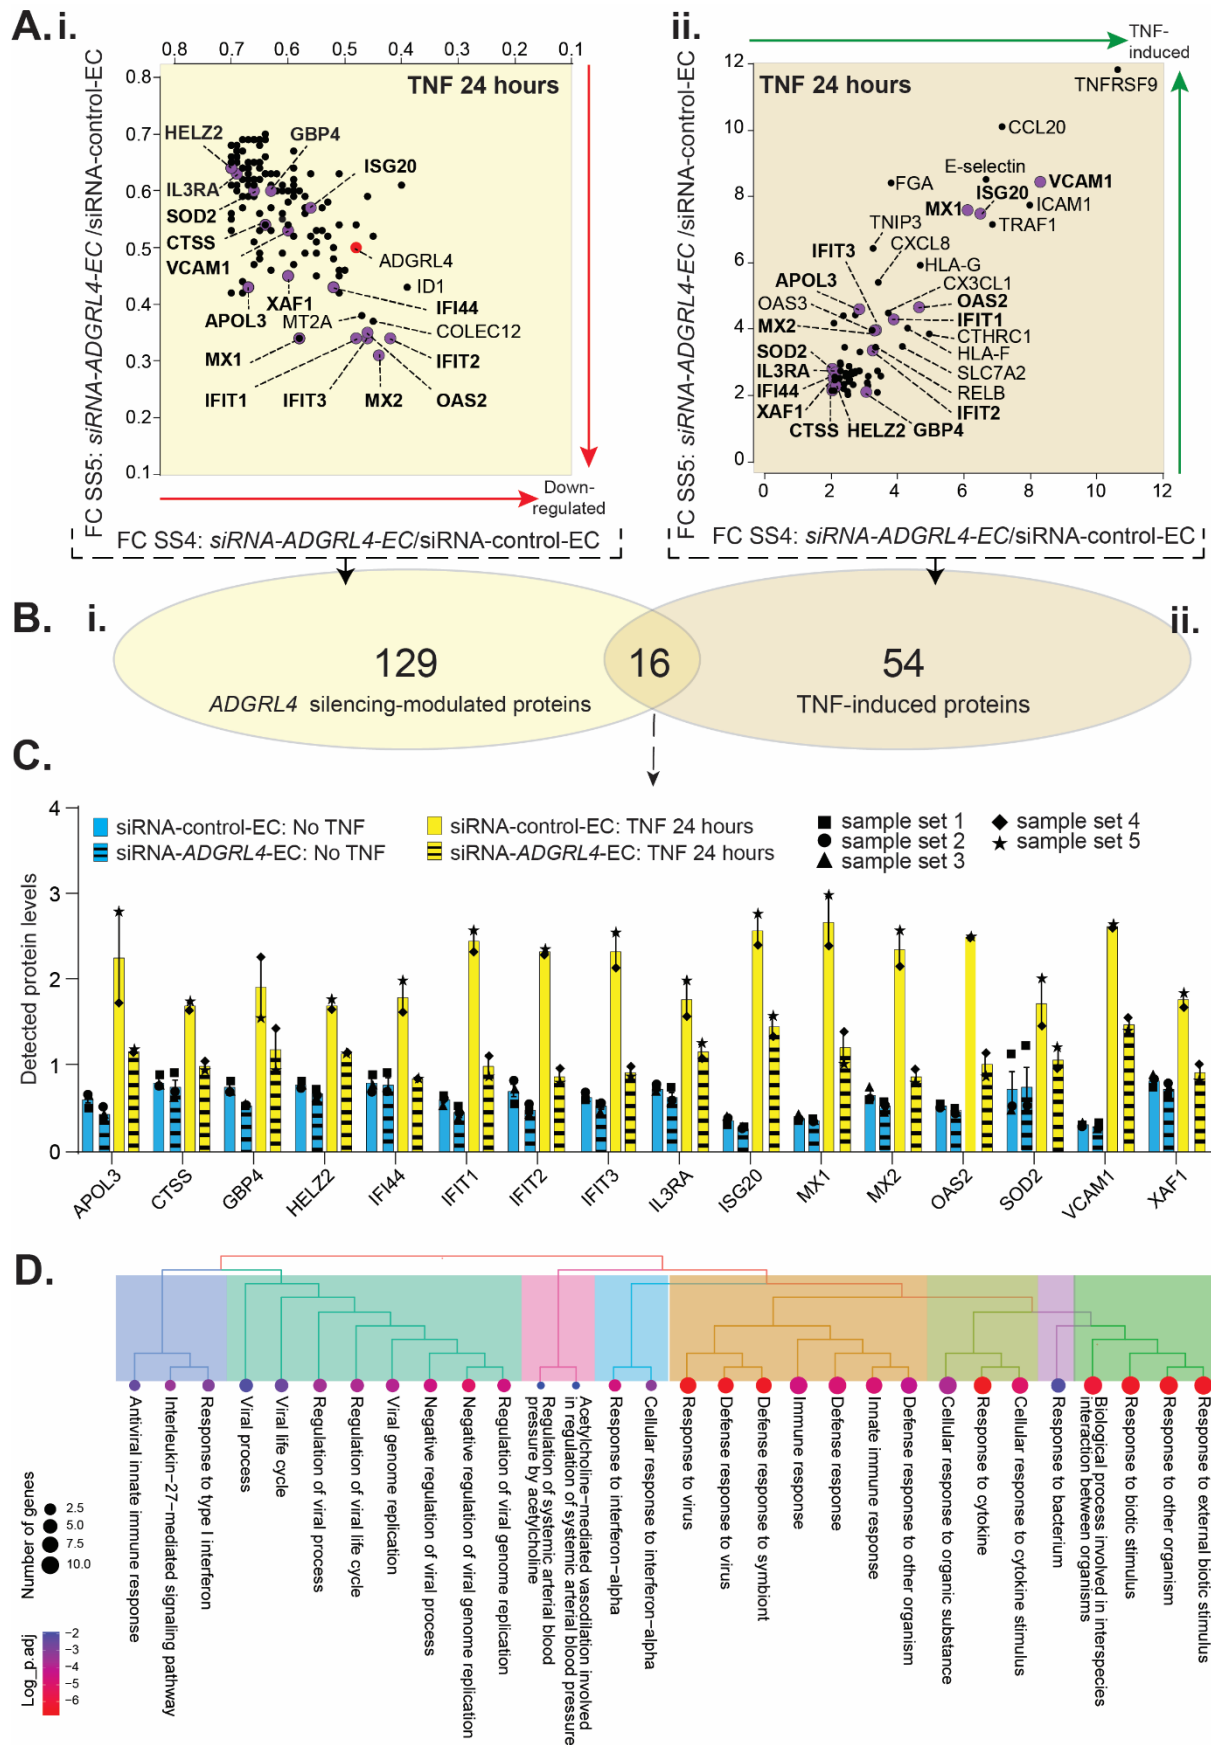 A. i.
0.8 0.7 0.6 0.5 0.4 0.3 0.2 0.1
TNF 24 hours
0.8
0.7
0.6
0.5
0.4
0.3
0.2
0.1
FC SS5: siRNA-ADGRL4-EC/siRNA-control-EC
HELZ2
GBP4
ISG20
IL3RA
SOD2
CTSS
VCAM1
ADGRL4
ID1
XAF1
IFI44
APOL3
MT2A
COLEC12
MX1
IFIT2
IFIT1
IFIT3
MX2
OAS2
Down-
regulated
FC SS4: siRNA-ADGRL4-EC/siRNA-control-EC
ii.
TNF-
induced
TNF 24 hours
12
10
8
6
4
2
0
FC SS5: siRNA-ADGRL4-EC/siRNA-control-EC
TNFRSF9
CCL20
E-selectin
FGA
VCAM1
ISG20
MX1
ICAM1
TRAF1
TNIP3
CXCL8
IFIT3
HLA-G
APOL3
CX3CL1
OAS3
OAS2
IFIT1
MX2
CTHRC1
HLA-F
SOD2
SLC7A2
IL3RA
RELB
IFI44
IFIT2
XAF1
CTSS
HELZ2
GBP4
0 2 4 6 8 10 12
FC SS4: siRNA-ADGRL4-EC/siRNA-control-EC
B. i.
ii.
129
16
54
ADGRL4 silencing-modulated proteins
TNF-induced proteins
C.
4
3
2
1
0
Detected protein levels
siRNA-control-EC: No TNF
siRNA-ADGRL4-EC: No TNF
siRNA-control-EC: TNF 24 hours
siRNA-ADGRL4-EC: TNF 24 hours
sample set 1
sample set 2
sample set 3
sample set 4
sample set 5
APOL3
CTSS
GBP4
HELZ2
IFI44
IFIT1
IFIT2
IFIT3
IL3RA
ISG20
MX1
MX2
OAS2
SOD2
VCAM1
XAF1
D.
Antiviral innate immune response
Interleukin−27−mediated signaling pathway
Response to type I interferon
Viral process
Viral life cycle
Regulation of viral process
Regulation of viral life cycle
Viral genome replication
Negative regulation of viral process
Negative regulation of viral genome replication
Regulation of viral genome replication
Regulation of systemic arterial blood
pressure by acetylcholine
Acetylcholine−mediated vasodilation involved
in regulation of systemic arterial blood pressure
Response to interferon−alpha
Cellular response to interferon−alpha
Response to virus
Defense response to virus
Defense response to symbiont
Immune response
Defense response
Innate immune response
Defense response to other organism
Cellular response to organic substance
Response to cytokine
Cellular response to cytokine stimulus
Response to bacterium
Biological process involved in interspecies
interaction between organisms
Response to biotic stimulus
Response to other organism
Response to external biotic stimulus
Number of genes
2.5
5.0
7.5
10.0
Log_p.adj
−2
−3
−4
−5
−6